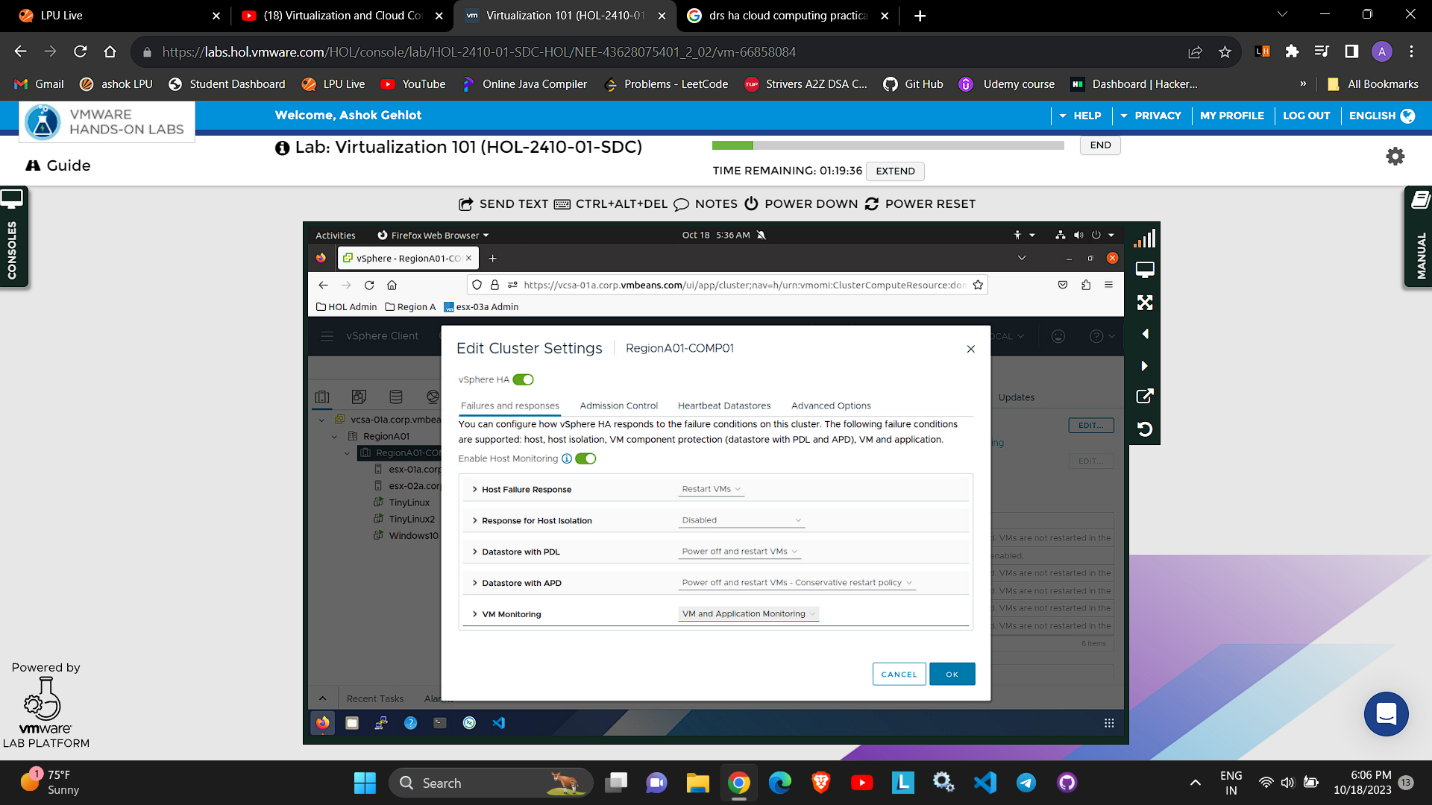 LPU Live
(18) Virtualization and Cloud Co
Virtualization 101 (HOL-2410-01
drs ha cloud computing practica
https://labs.hol.vmware.com/HOL/console/lab/HOL-2410-01-SDC-HOL/NEE-43628075401_2_02/vm-66858084
Gmail
ashok LPU
Student Dashboard
LPU Live
YouTube
Online Java Compiler
Problems - LeetCode
Strivers A2Z DSA C...
Git Hub
Udemy course
Dashboard | Hacker...
»
All Bookmarks
VMWARE
HANDS-ON LABS
Welcome, Ashok Gehlot
HELP
PRIVACY
MY PROFILE
LOG OUT
ENGLISH
Guide
Lab: Virtualization 101 (HOL-2410-01-SDC)
END
TIME REMAINING: 01:19:36
EXTEND
SEND TEXT
CTRL+ALT+DEL
NOTES
POWER DOWN
POWER RESET
CONSOLES
MANUAL
Activities
Firefox Web Browser
Oct 18 5:36 AM
vSphere - RegionA01-CO
https://vcsa-01a.corp.vmbeans.com/ui/app/cluster;nav=h/urn:vmomi:ClusterComputeResource:dor
HOL Admin
Region A
esx-03a Admin
vSphere Client
OCAL
Edit Cluster Settings
RegionA01-COMP01
vSphere HA
Failures and responses
Admission Control
Heartbeat Datastores
Advanced Options
You can configure how vSphere HA responds to the failure conditions on this cluster. The following failure conditions
are supported: host, host isolation, VM component protection (datastore with PDL and APD), VM and application.
Enable Host Monitoring
Host Failure Response
Restart VMs
Response for Host Isolation
Disabled
Datastore with PDL
Power off and restart VMs
Datastore with APD
Power off and restart VMs - Conservative restart policy
VM Monitoring
VM and Application Monitoring
CANCEL
OK
vcsa-01a.corp.vmbea
RegionA01
RegionA01-COM
esx-01a.corp
esx-02a.corp
TinyLinux
TinyLinux2
Windows10
Updates
EDIT...
ing
EDIT...
d. VMs are not restarted in the
enabled.
d. VMs are not restarted in the
d. VMs are not restarted in the
d. VMs are not restarted in the
d. VMs are not restarted in the
6 items
Recent Tasks
Alar
Powered by
vmware
LAB PLATFORM
1
75°F
Sunny
Search
ENG
IN
6:06 PM
10/18/2023
13